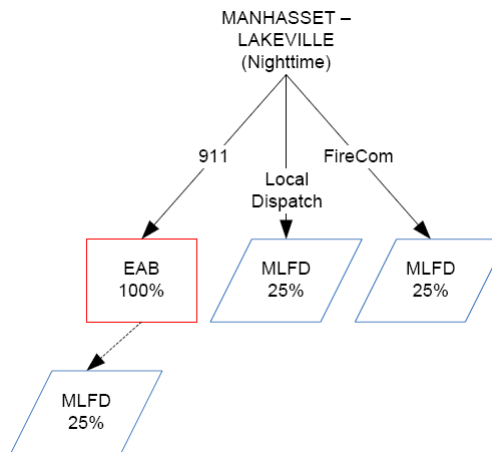 MANHASSET –
LAKEVILLE
(Nighttime)
911
FireCom
Local
Dispatch
EAB
100%
MLFD
25%
MLFD
25%
MLFD
25%